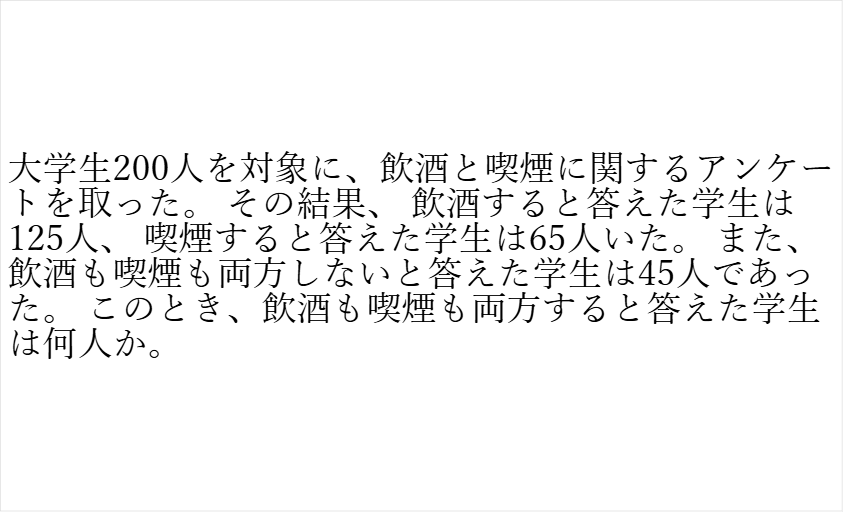 大学生200人を対象に、飲酒と喫煙に関するアンケー
トを取った。 その結果、 飲酒すると答えた学生は
125人、 喫煙すると答えた学生は65人いた。 また、
飲酒も喫煙も両方しないと答えた学生は45人であっ
た。 このとき、飲酒も喫煙も両方すると答えた学生
は何人か。